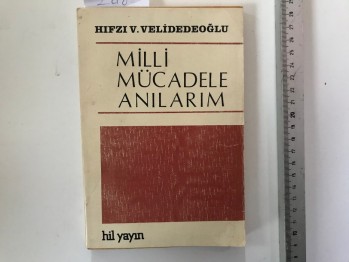 HIFZI V. VELİDEDEOĞLU
MİLLİ
MÜCADELE
ANILARIM
hil yayın